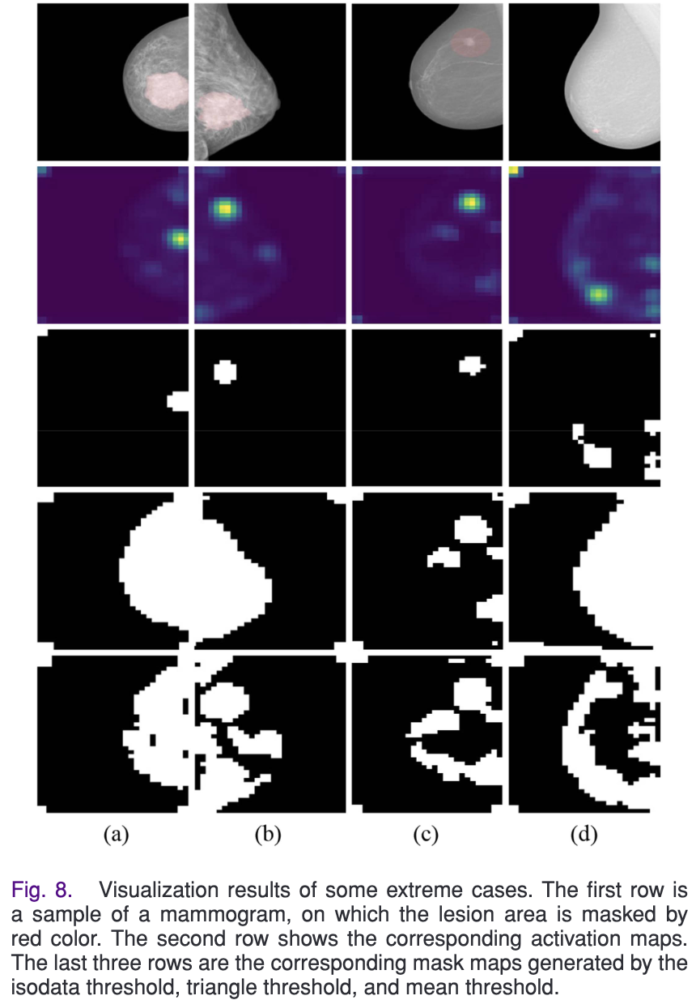 (a) (b) (c) (d)
Fig. 8. Visualization results of some extreme cases. The first row is
a sample of a mammogram, on which the lesion area is masked by
red color. The second row shows the corresponding activation maps.
The last three rows are the corresponding mask maps generated by the
isodata threshold, triangle threshold, and mean threshold.